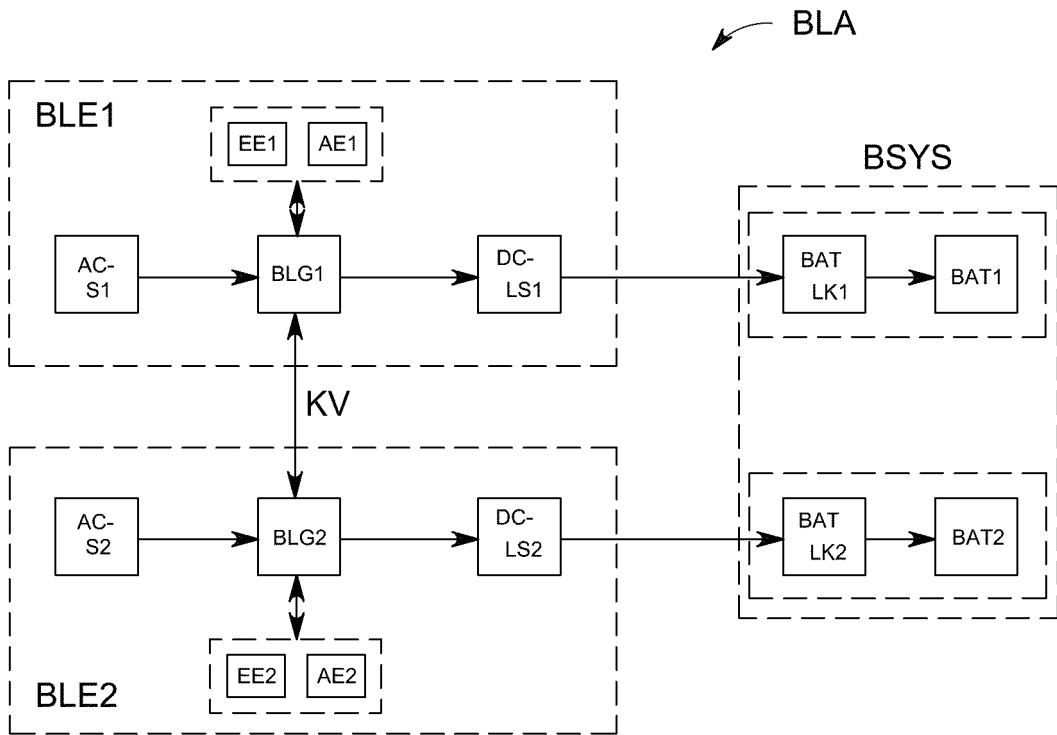 BLA
BLE1
EE1
AE1
BSYS
AC-
S1
BLG1
DC-
LS1
BAT
LK1
BAT1
KV
AC-
S2
BLG2
DC-
LS2
BAT
LK2
BAT2
EE2
AE2
BLE2